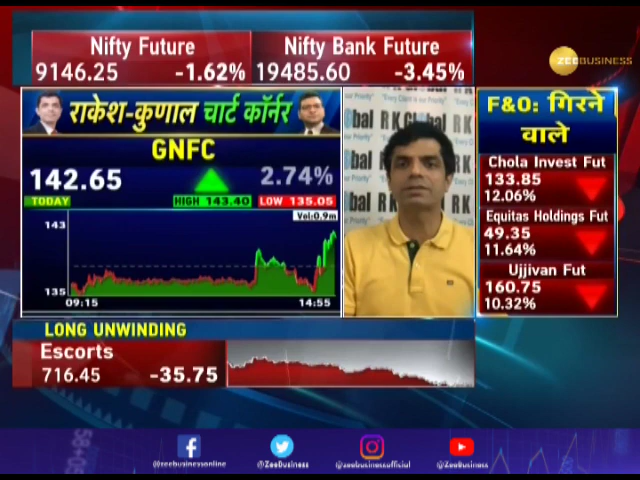 Nifty Future
9146.25 -1.62%
Nifty Bank Future
19485.60 -3.45%
ZEEBUSINESS
राकेश-कुणाल चार्ट कॉर्नर
GNFC
142.65 2.74%
TODAY HIGH 143.40 LOW 135.05
Vol:0.9m
143
135
09:15 14:55
Global RK
F&O: गिरने
वाले
Chola Invest Fut
133.85
12.06%
Equitas Holdings Fut
49.35
11.64%
Ujjivan Fut
160.75
10.32%
LONG UNWINDING
Escorts
716.45 -35.75
@zeebusinessonline
@ZeeBusiness
@zeebusinessofficial
@ZeeBusiness